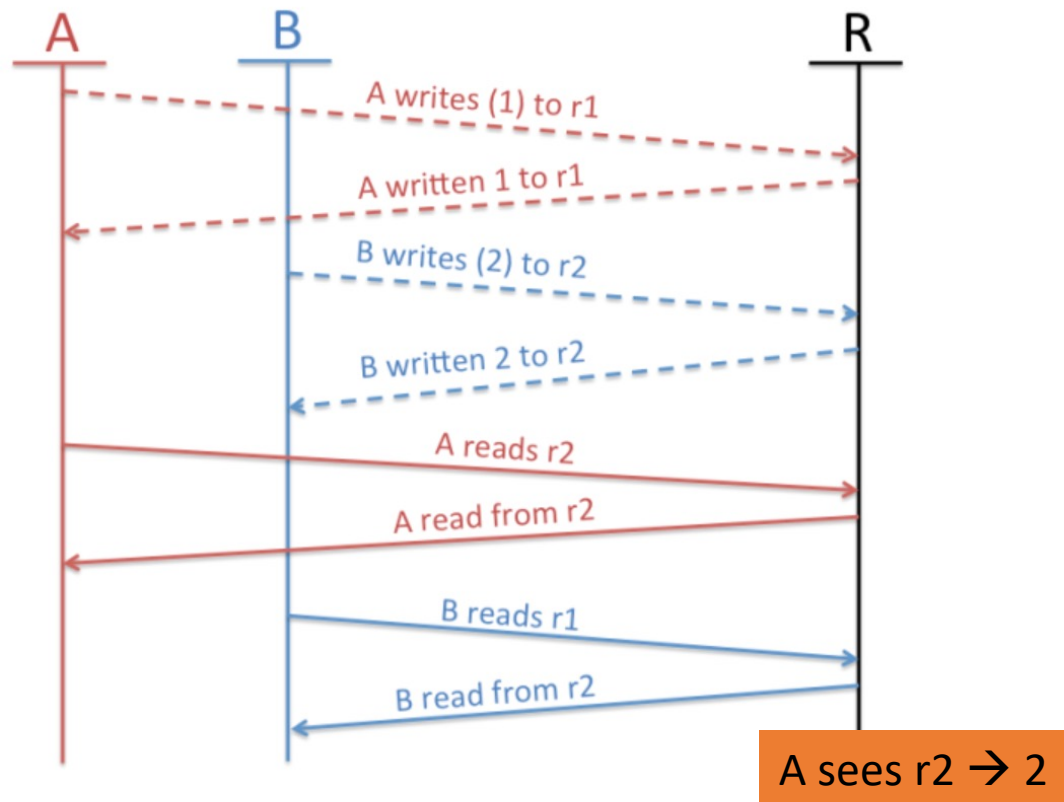 A
B
R
A writes (1) to r1
A written 1 to r1
B writes (2) to r2
B written 2 to r2
A reads r2
A read from r2
B reads r1
B read from r2
A sees r2 → 2